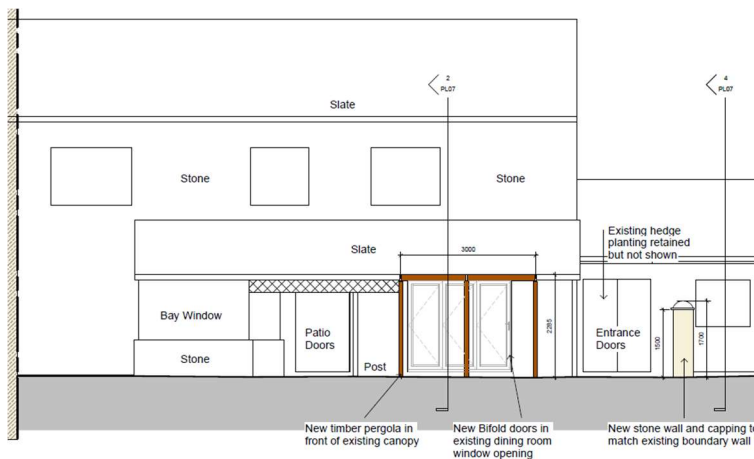 2
PL07
4
PL07
Slate
Stone
Stone
Existing hedge
planting retained
but not shown
Slate
3000
Bay Window
Patio
Doors
2285
Entrance
Doors
1500
1700
Stone
Post
New timber pergola in
front of existing canopy
New Bifold doors in
existing dining room
window opening
New stone wall and capping to
match existing boundary wall